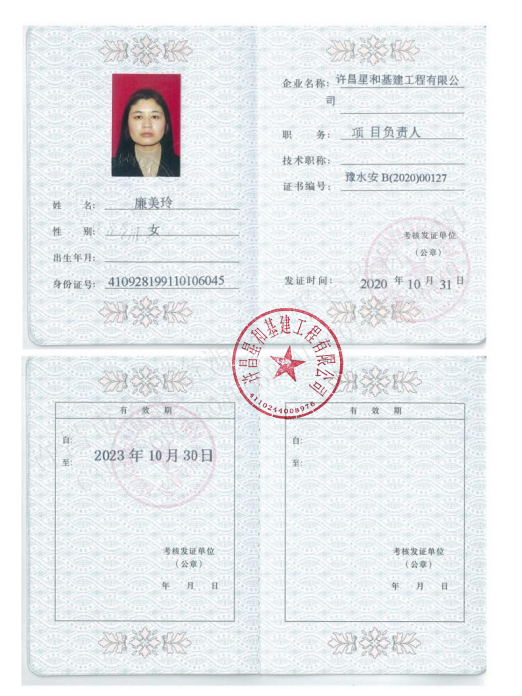 姓 名: 廉美玲
性 别: 女
出生年月:
身份证号: 410928199110106045
企业名称: 许昌星和基建工程有限公
司
职 务: 项目负责人
技术职称:
证书编号: 豫水安 B(2020)00127
考核发证单位
(公章)
发证时间: 2020 年 10 月 31 日
许昌星和基建工程有限公司
4110244008976
有 效 期
自:
至: 2023 年 10 月 30 日
考核发证单位
(公章)
年 月 日
有 效 期
自:
至:
考核发证单位
(公章)
年 月 日